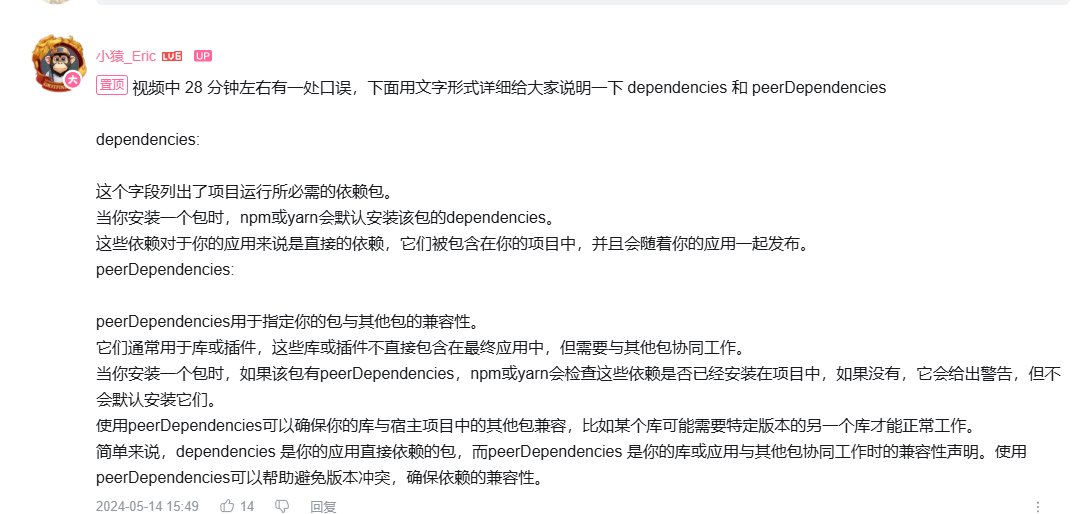 小猿_Eric LV6 UP
置顶 视频中 28 分钟左右有一处口误，下面用文字形式详细给大家说明一下 dependencies 和 peerDependencies
dependencies:
这个字段列出了项目运行所必需的依赖包。
当你安装一个包时，npm或yarn会默认安装该包的dependencies。
这些依赖对于你的应用来说是直接的依赖，它们被包含在你的项目中，并且会随着你的应用一起发布。
peerDependencies:
peerDependencies用于指定你的包与其他包的兼容性。
它们通常用于库或插件，这些库或插件不直接包含在最终应用中，但需要与其他包协同工作。
当你安装一个包时，如果该包有peerDependencies，npm或yarn会检查这些依赖是否已经安装在项目中，如果没有，它会给出警告，但不
会默认安装它们。
使用peerDependencies可以确保你的库与宿主项目中的其他包兼容，比如某个库可能需要特定版本的另一个库才能正常工作。
简单来说，dependencies 是你的应用直接依赖的包，而peerDependencies 是你的库或应用与其他包协同工作时的兼容性声明。使用
peerDependencies可以帮助避免版本冲突，确保依赖的兼容性。
2024-05-14 15:49 14 回复